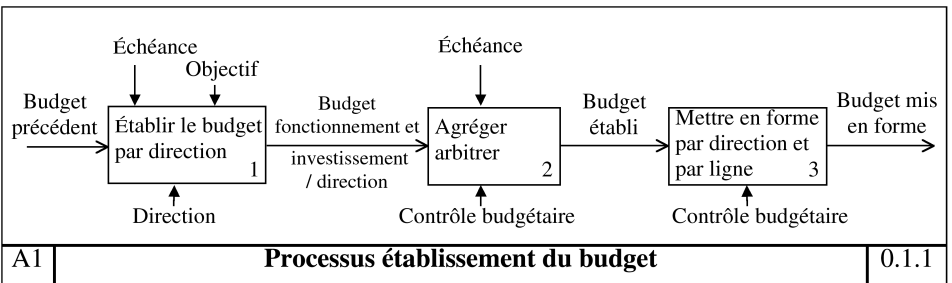 Échéance
Objectif
Budget
précédent
Établir le budget
par direction
1
Direction
Budget
fonctionnement et
investissement
/ direction
Échéance
Agréger
arbitrer
2
Contrôle budgétaire
Budget
établi
Mettre en forme
par direction et
par ligne 3
Contrôle budgétaire
Budget mis
en forme
A1
Processus établissement du budget
0.1.1